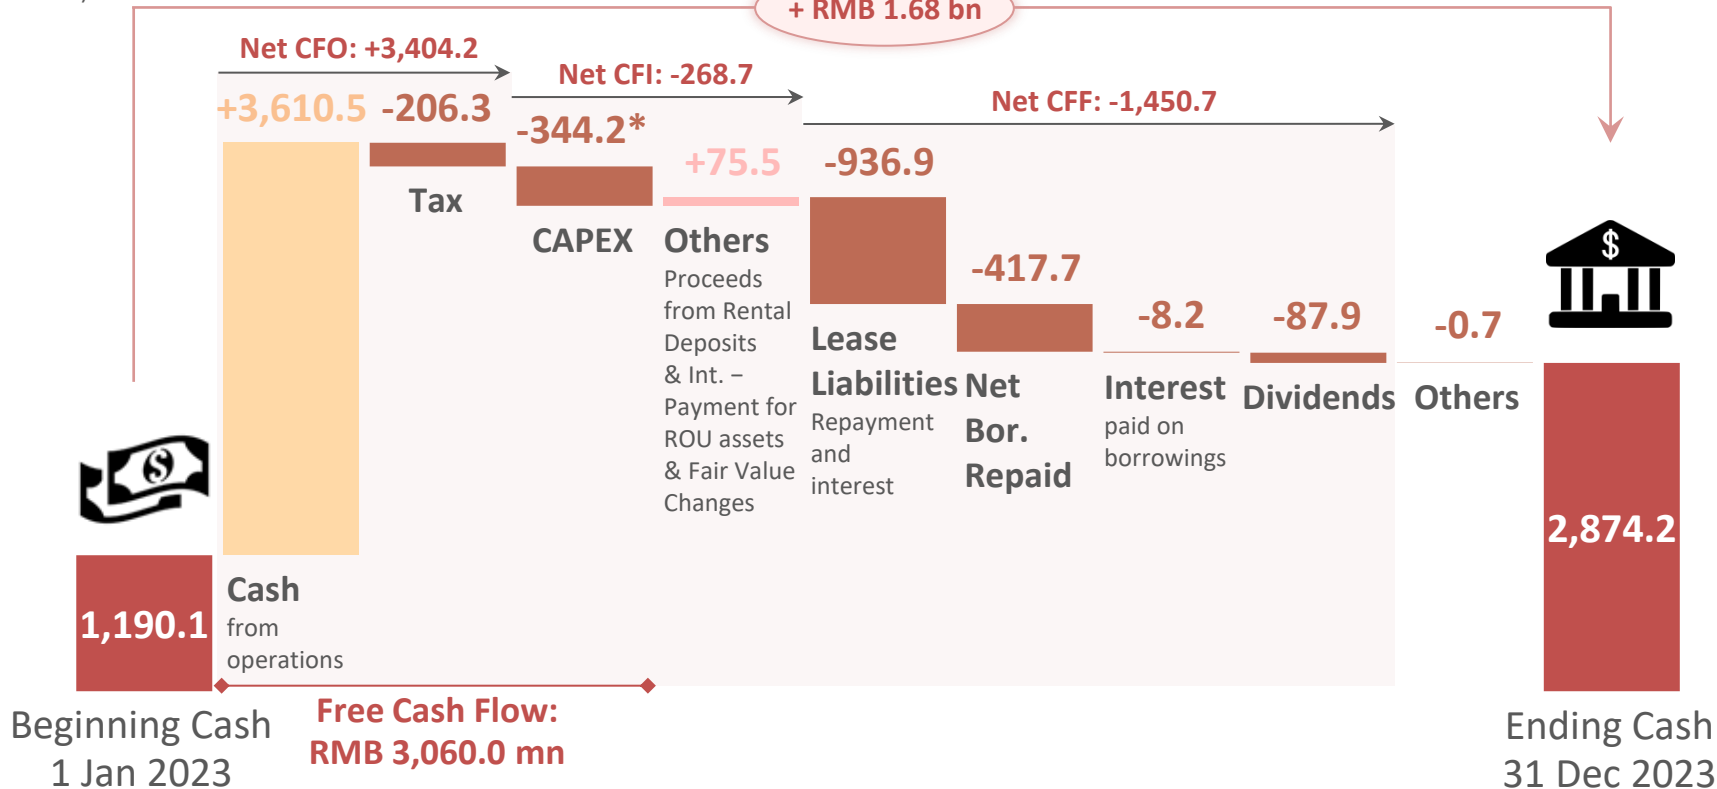 + RMB 1.68 bn
Net CFO: +3,404.2
Net CFI: -268.7
Net CFF: -1,450.7
+3,610.5
-206.3
-344.2*
+75.5
-936.9
-417.7
-8.2
-87.9
-0.7
Tax
CAPEX
Others
Proceeds
from Rental
Deposits
& Int. –
Payment for
ROU assets
& Fair Value
Changes
Lease
Liabilities
Repayment
and
interest
Net
Bor.
Repaid
Interest
paid on
borrowings
Dividends
Others
$
$
2,874.2
1,190.1
Cash
from
operations
Free Cash Flow:
RMB 3,060.0 mn
Beginning Cash
1 Jan 2023
Ending Cash
31 Dec 2023